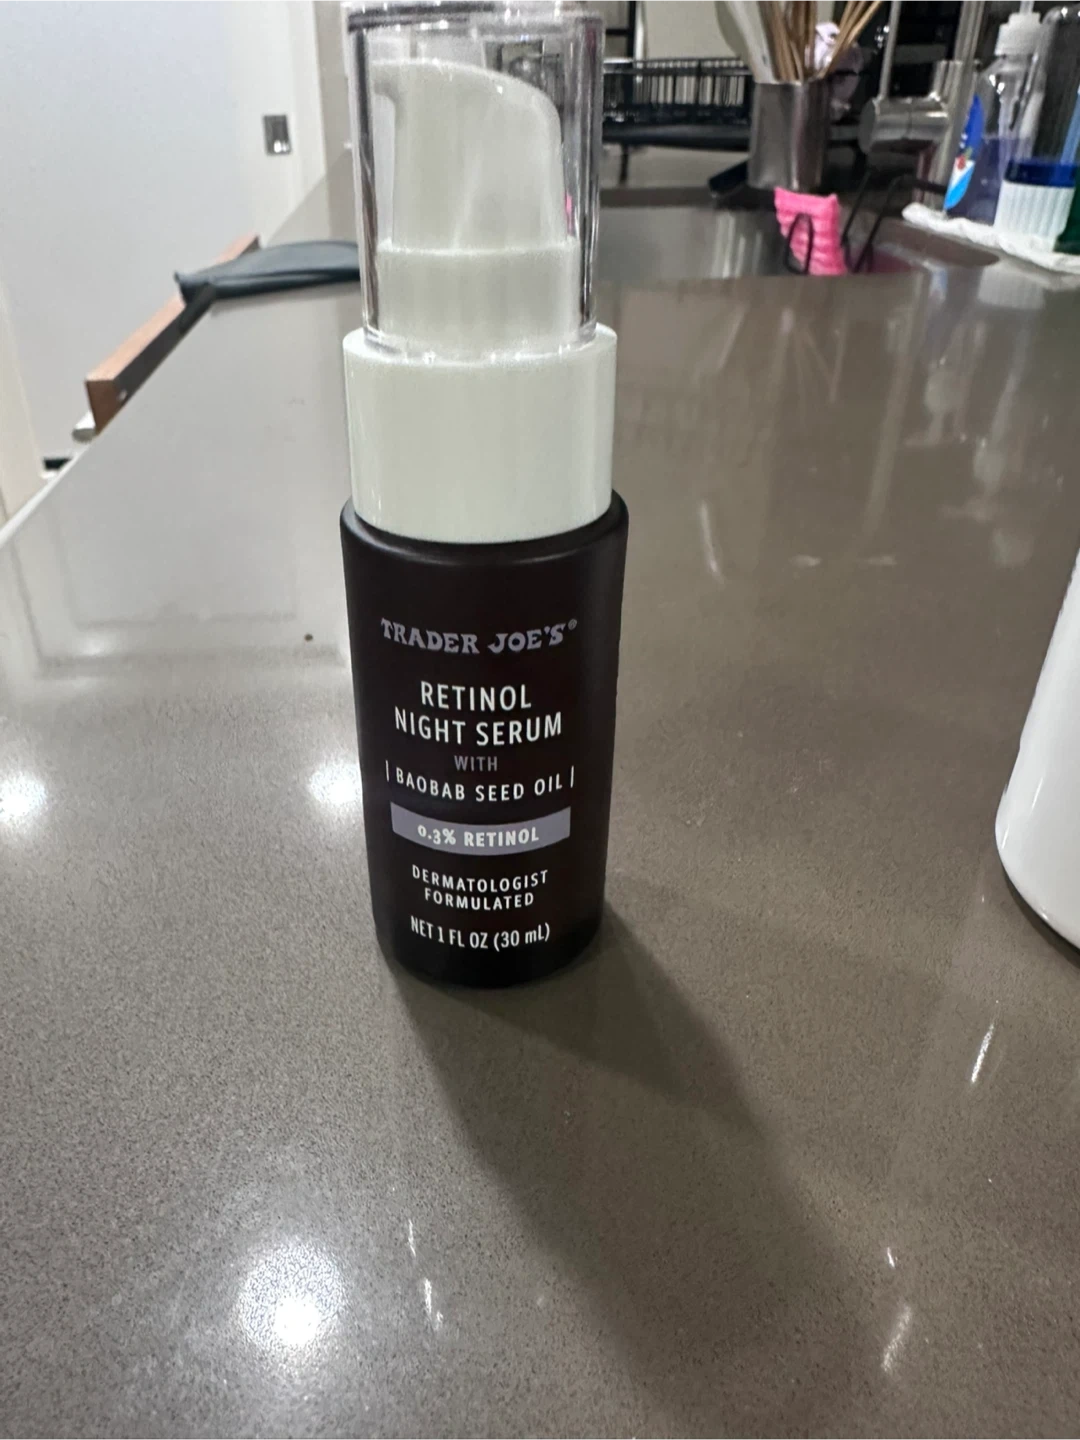 TRADER JOE'S®
RETINOL
NIGHT SERUM
WITH
| BAOBAB SEED OIL |
0.3% RETINOL
DERMATOLOGIST
FORMULATED
NET 1 FL OZ (30 mL)